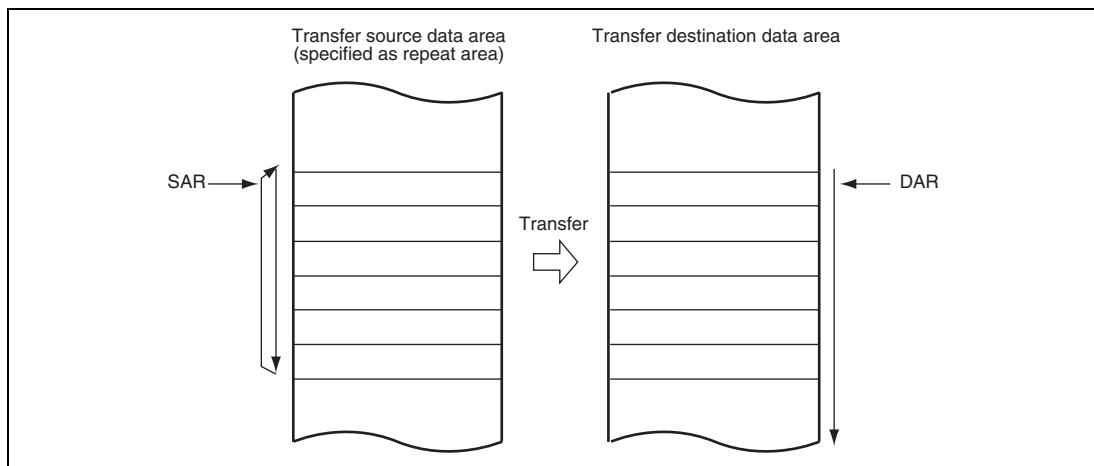 Transfer source data area
(specified as repeat area)
Transfer destination data area
SAR
Transfer
DAR